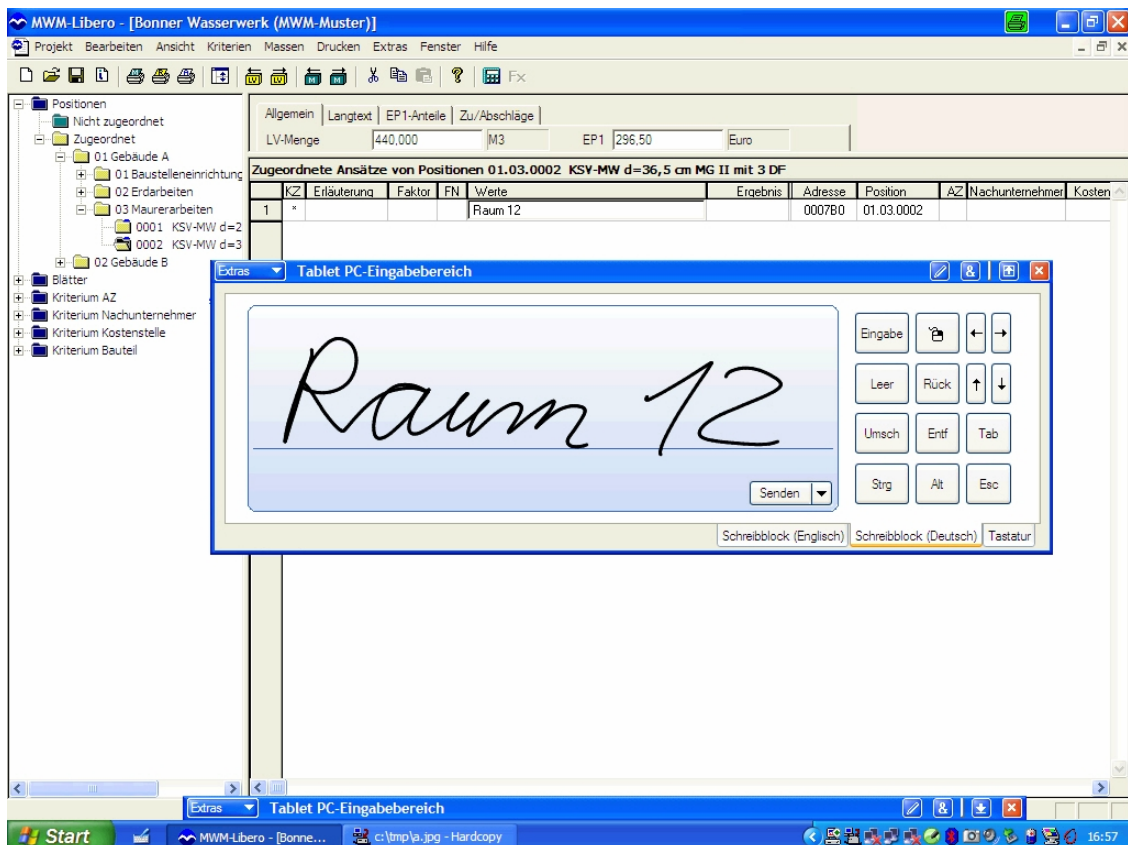 MWM-Libero - [Bonner Wasserwerk (MWM-Muster)]
Projekt Bearbeiten Ansicht Kriterien Massen Drucken Extras Fenster Hilfe
Fx
Positionen
Nicht zugeordnet
Zugeordnet
01 Gebäude A
01 Baustelleneinrichtung
02 Erdarbeiten
03 Maurerarbeiten
0001 KSV-MW d=2
0002 KSV-MW d=3
02 Gebäude B
Blätter
Kriterium AZ
Kriterium Nachunternehmer
Kriterium Kostenstelle
Kriterium Bauteil
Allgemein Langtext EP1-Anteile Zu/Abschläge
LV-Menge 440,000 M3 EP1 296,50 Euro
Zugeordnete Ansätze von Positionen 01.03.0002 KSV-MW d=36,5 cm MG II mit 3 DF
KZ Erläuterung Faktor FN Werte Ergebnis Adresse Position AZ Nachunternehmer Kosten
1 * Raum 12 0007B0 01.03.0002
Extras Tablet PC-Eingabebereich &
Raum 12
Eingabe
Leer Rück
Umsch Entf Tab
Strg Alt Esc
Senden
Schreibblock (Englisch) Schreibblock (Deutsch) Tastatur
Extras Tablet PC-Eingabebereich &
Start MWM-Libero - [Bonne... c:\tmp\a.jpg - Hardcopy 16:57